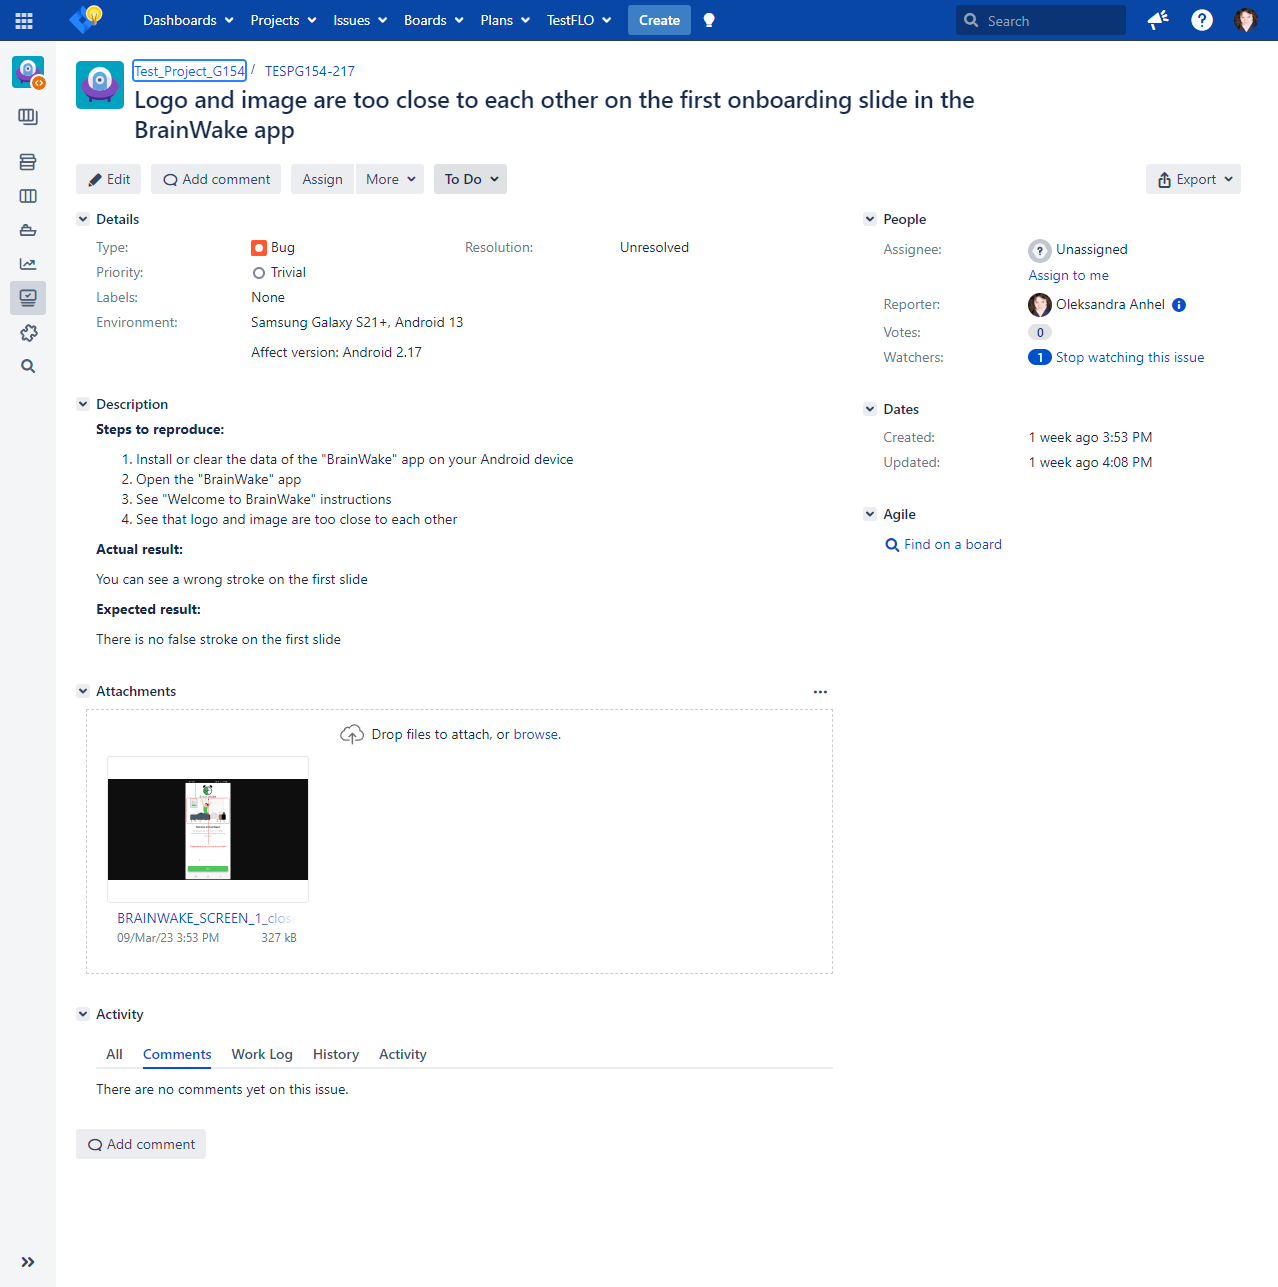 Dashboards Projects Issues Boards Plans TestFLO Create Search
Test_Project_G154 / TESPG154-217
Logo and image are too close to each other on the first onboarding slide in the
BrainWake app
Edit Add comment Assign More To Do Export
Details
Type: Bug Resolution: Unresolved
Priority: Trivial
Labels: None
Environment: Samsung Galaxy S21+, Android 13
Affect version: Android 2.17
Description
Steps to reproduce:
1. Install or clear the data of the "BrainWake" app on your Android device
2. Open the "BrainWake" app
3. See "Welcome to BrainWake" instructions
4. See that logo and image are too close to each other
Actual result:
You can see a wrong stroke on the first slide
Expected result:
There is no false stroke on the first slide
Attachments
Drop files to attach, or browse.
BRAINWAKE_SCREEN_1_close
09/Mar/23 3:53 PM 327 kB
Activity
All Comments Work Log History Activity
There are no comments yet on this issue.
Add comment
People
Assignee: Unassigned
Assign to me
Reporter: Oleksandra Anhel
Votes: 0
Watchers: 1 Stop watching this issue
Dates
Created: 1 week ago 3:53 PM
Updated: 1 week ago 4:08 PM
Agile
Find on a board